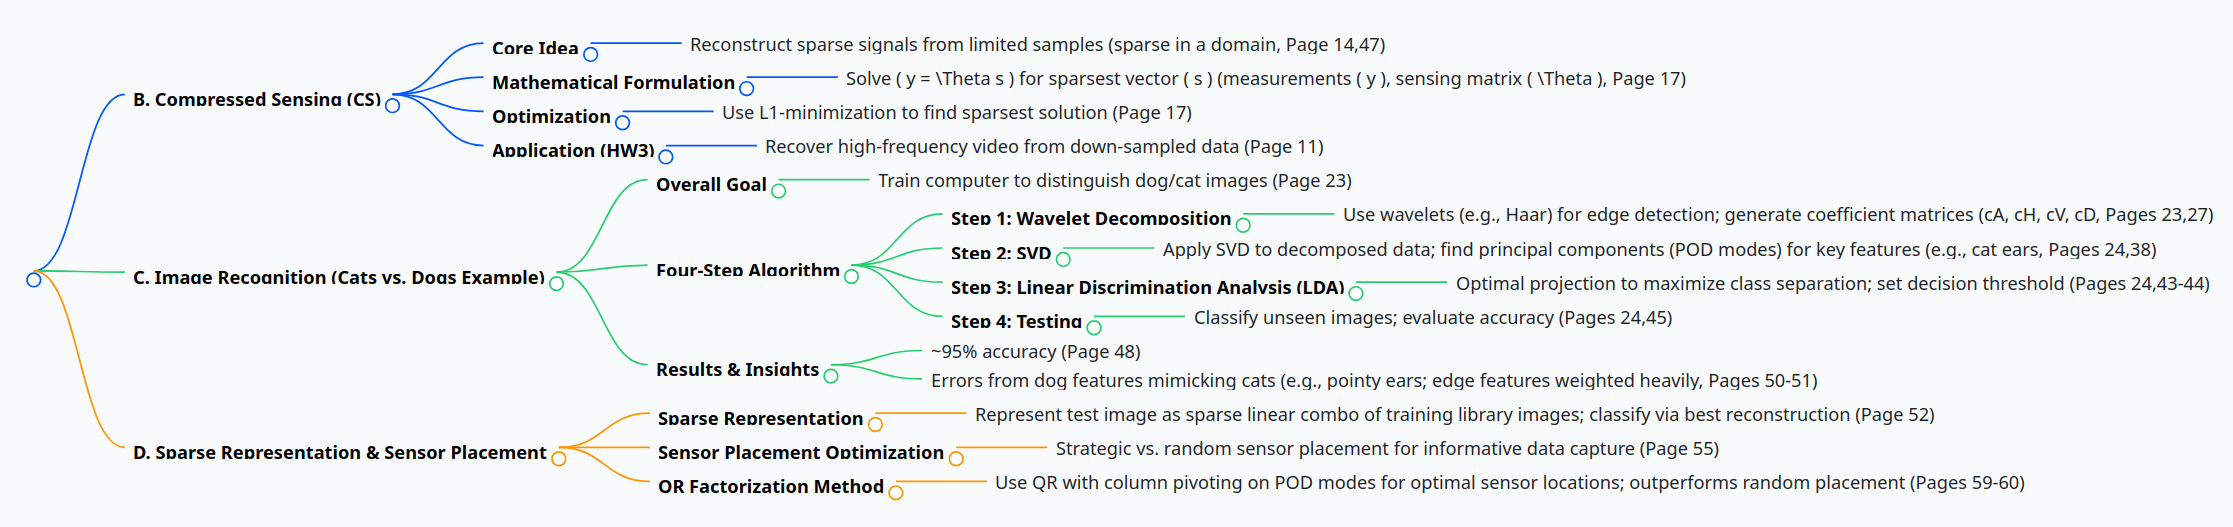 B. Compressed Sensing (CS)
Core Idea
Reconstruct sparse signals from limited samples (sparse in a domain, Page 14,47)
Mathematical Formulation
Solve ( y = \Theta s ) for sparsest vector ( s ) (measurements ( y ), sensing matrix ( \Theta ), Page 17)
Optimization
Use L1-minimization to find sparsest solution (Page 17)
Application (HW3)
Recover high-frequency video from down-sampled data (Page 11)
C. Image Recognition (Cats vs. Dogs Example)
Overall Goal
Train computer to distinguish dog/cat images (Page 23)
Four-Step Algorithm
Step 1: Wavelet Decomposition
Use wavelets (e.g., Haar) for edge detection; generate coefficient matrices (cA, cH, cV, cD, Pages 23,27)
Step 2: SVD
Apply SVD to decomposed data; find principal components (POD modes) for key features (e.g., cat ears, Pages 24,38)
Step 3: Linear Discrimination Analysis (LDA)
Optimal projection to maximize class separation; set decision threshold (Pages 24,43-44)
Step 4: Testing
Classify unseen images; evaluate accuracy (Pages 24,45)
Results & Insights
~95% accuracy (Page 48)
Errors from dog features mimicking cats (e.g., pointy ears; edge features weighted heavily, Pages 50-51)
D. Sparse Representation & Sensor Placement
Sparse Representation
Represent test image as sparse linear combo of training library images; classify via best reconstruction (Page 52)
Sensor Placement Optimization
Strategic vs. random sensor placement for informative data capture (Page 55)
QR Factorization Method
Use QR with column pivoting on POD modes for optimal sensor locations; outperforms random placement (Pages 59-60)